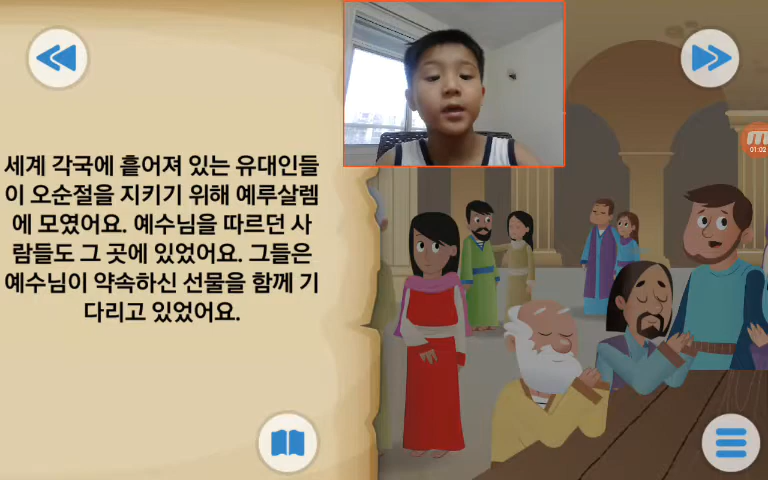 세계 각국에 흩어져 있는 유대인들
이 오순절을 지키기 위해 예루살렘
에 모였어요. 예수님을 따르던 사
람들도 그 곳에 있었어요. 그들은
예수님이 약속하신 선물을 함께 기
다리고 있었어요.
01:02